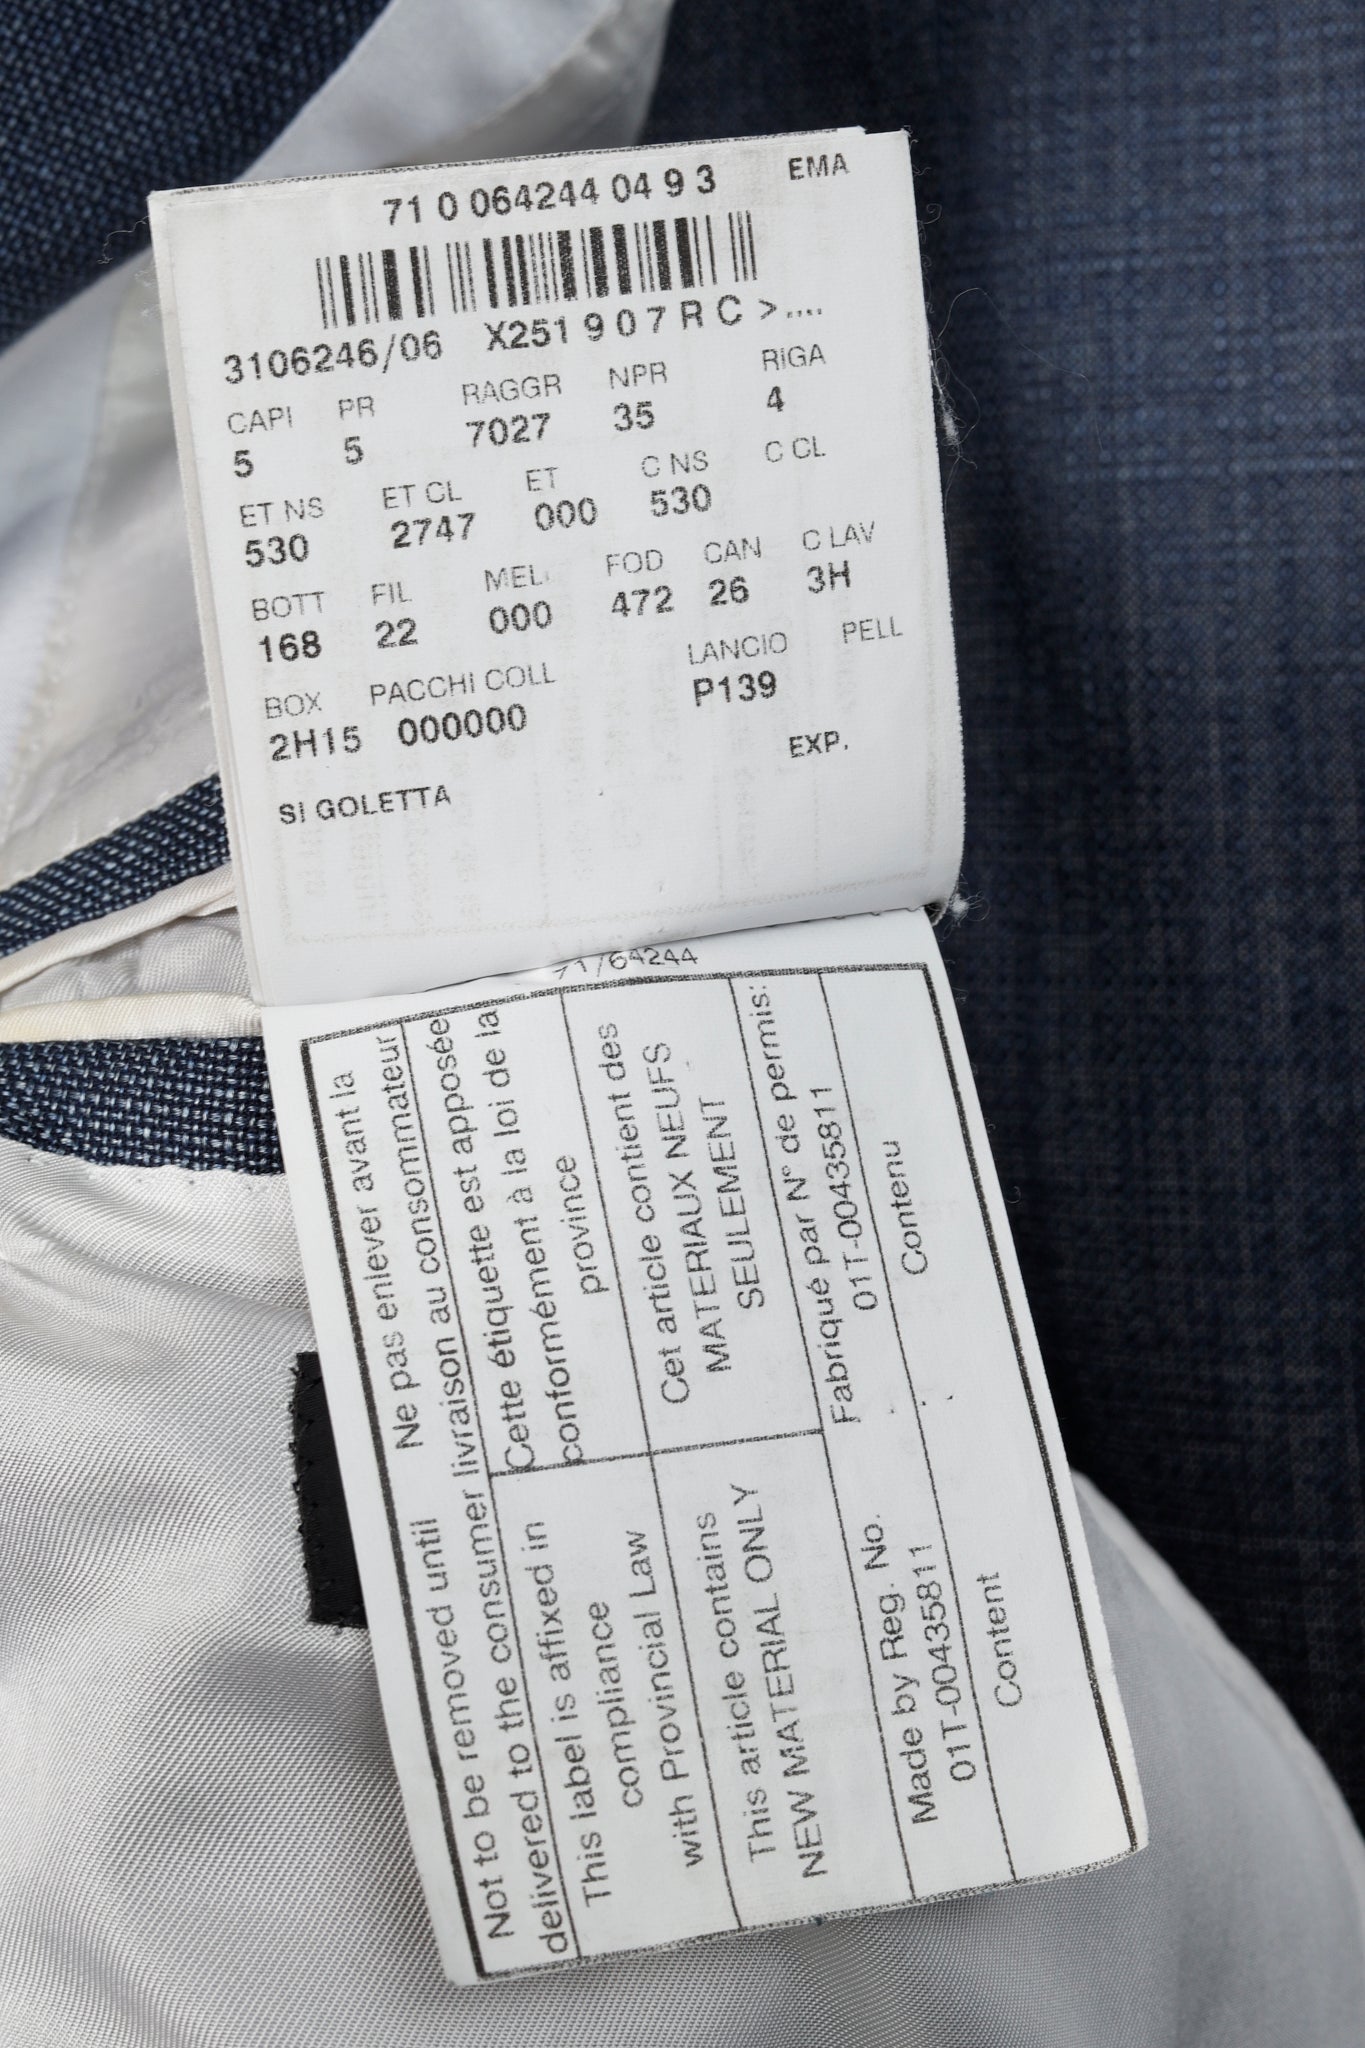 71 0 064244 04 9 3 EMA
3106246/06 X251 9 0 7 R C >....
CAPI PR RAGGR NPR RIGA
5 5 7027 35 4
ET NS ET CL ET C NS C CL
530 2747 000 530
BOTT FIL MEL. FOD CAN C LAV
168 22 000 472 26 3H
BOX PACCHI COLL LANCIO PELL
2H15 000000 P139
EXP.
SI GOLETTA
71/64244
Not to be removed until
delivered to the consumer
Ne pas enlever avant la
livraison au consommateur
This label is affixed in
compliance
with Provincial Law
Cette étiquette est apposée
conformément à la loi de la
province
This article contains
NEW MATERIAL ONLY
Cet article contient des
MATERIAUX NEUFS
SEULEMENT
Made by Reg. No.
01T-00435811
Fabriqué par N° de permis:
01T-00435811
Content
Contenu